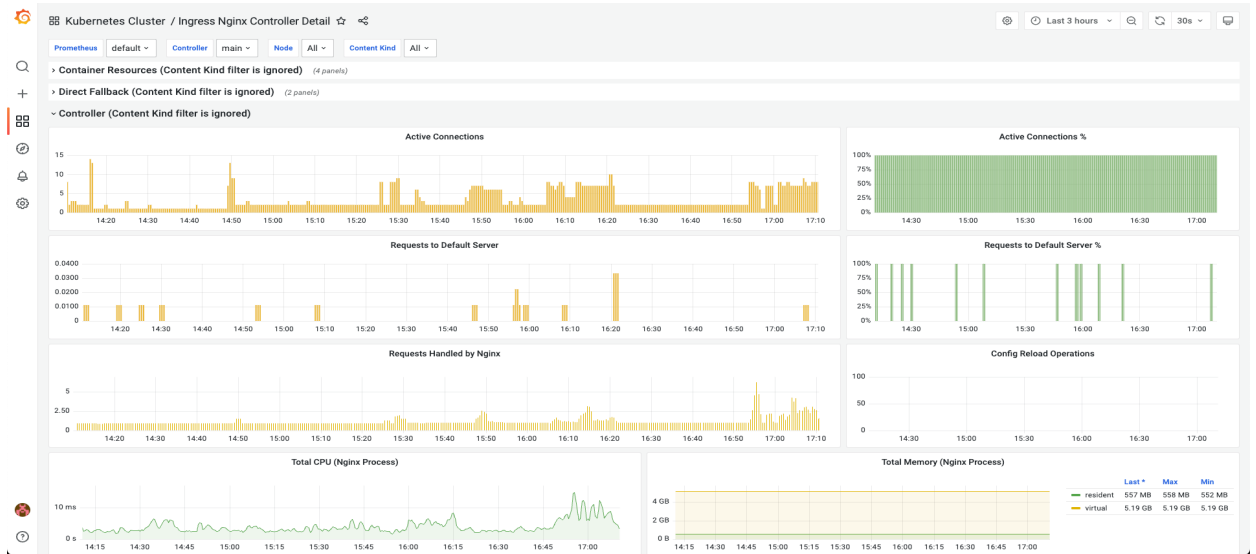 Kubernetes Cluster / Ingress Nginx Controller Detail
Last 3 hours
30s
Prometheus default Controller main Node All Content Kind All
Container Resources (Content Kind filter is ignored) (4 panels)
Direct Fallback (Content Kind filter is ignored) (2 panels)
Controller (Content Kind filter is ignored)
Active Connections
15
10
5
0
14:20 14:30 14:40 14:50 15:00 15:10 15:20 15:30 15:40 15:50 16:00 16:10 16:20 16:30 16:40 16:50 17:00 17:10
Active Connections %
100%
75%
50%
25%
0%
14:30 15:00 15:30 16:00 16:30 17:00
Requests to Default Server
0.0400
0.0300
0.0200
0.0100
0
14:20 14:30 14:40 14:50 15:00 15:10 15:20 15:30 15:40 15:50 16:00 16:10 16:20 16:30 16:40 16:50 17:00 17:10
Requests to Default Server %
100%
75%
50%
25%
0%
14:30 15:00 15:30 16:00 16:30 17:00
Requests Handled by Nginx
5
2.50
0
14:20 14:30 14:40 14:50 15:00 15:10 15:20 15:30 15:40 15:50 16:00 16:10 16:20 16:30 16:40 16:50 17:00 17:10
Config Reload Operations
100
50
0
14:30 15:00 15:30 16:00 16:30 17:00
Total CPU (Nginx Process)
10 ms
0 s
14:15 14:30 14:45 15:00 15:15 15:30 15:45 16:00 16:15 16:30 16:45 17:00
Total Memory (Nginx Process)
4 GB
2 GB
0 B
14:15 14:30 14:45 15:00 15:15 15:30 15:45 16:00 16:15 16:30 16:45 17:00
Last * Max Min
resident 557 MB 558 MB 552 MB
virtual 5.19 GB 5.19 GB 5.19 GB